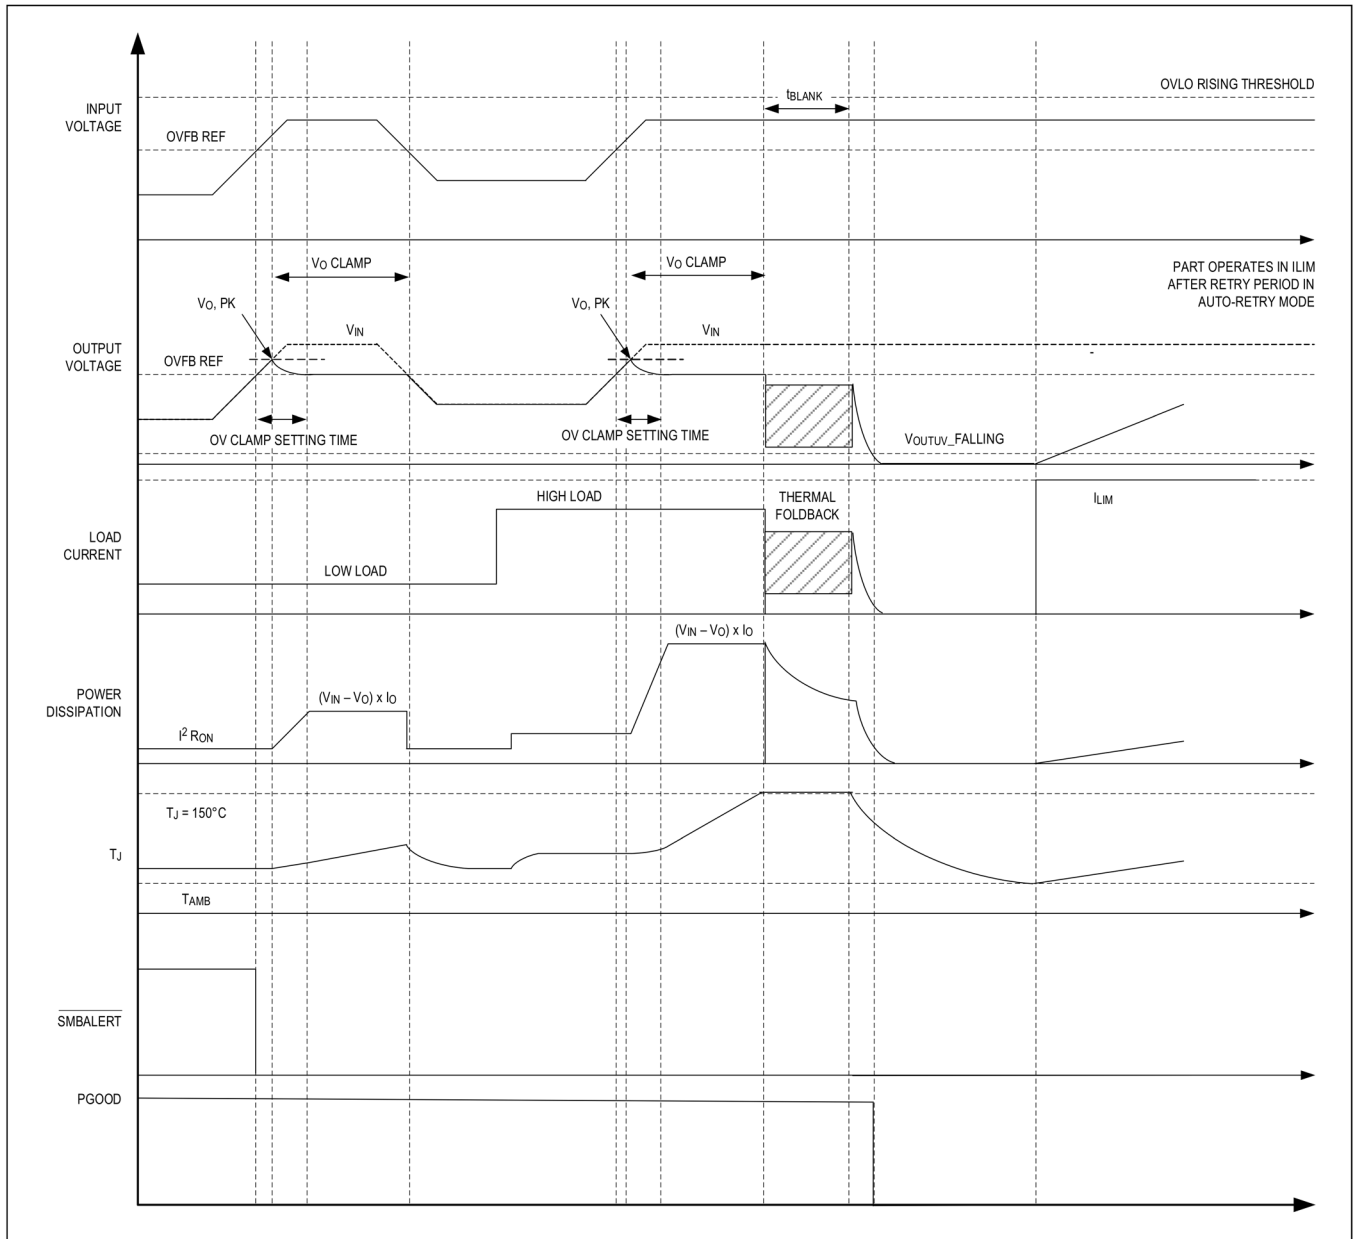 OVLO RISING THRESHOLD
tBLANK
INPUT
VOLTAGE
OVFB REF
VO CLAMP
VO CLAMP
PART OPERATES IN ILIM
AFTER RETRY PERIOD IN
AUTO-RETRY MODE
VO, PK
VO, PK
VIN
VIN
OUTPUT
VOLTAGE
OVFB REF
OV CLAMP SETTING TIME
OV CLAMP SETTING TIME
VOUTUV_FALLING
HIGH LOAD
THERMAL
FOLDBACK
ILIM
LOAD
CURRENT
LOW LOAD
(VIN – VO) x IO
POWER
DISSIPATION
(VIN – VO) x IO
I² RON
TJ = 150°C
TJ
TAMB
SMBALERT
PGOOD